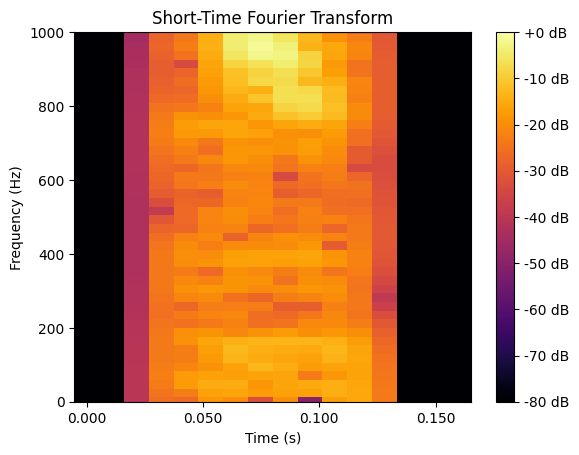 Short-Time Fourier Transform
1000
800
600
400
200
0
Frequency (Hz)
0.000
0.050
0.100
0.150
Time (s)
+0 dB
-10 dB
-20 dB
-30 dB
-40 dB
-50 dB
-60 dB
-70 dB
-80 dB